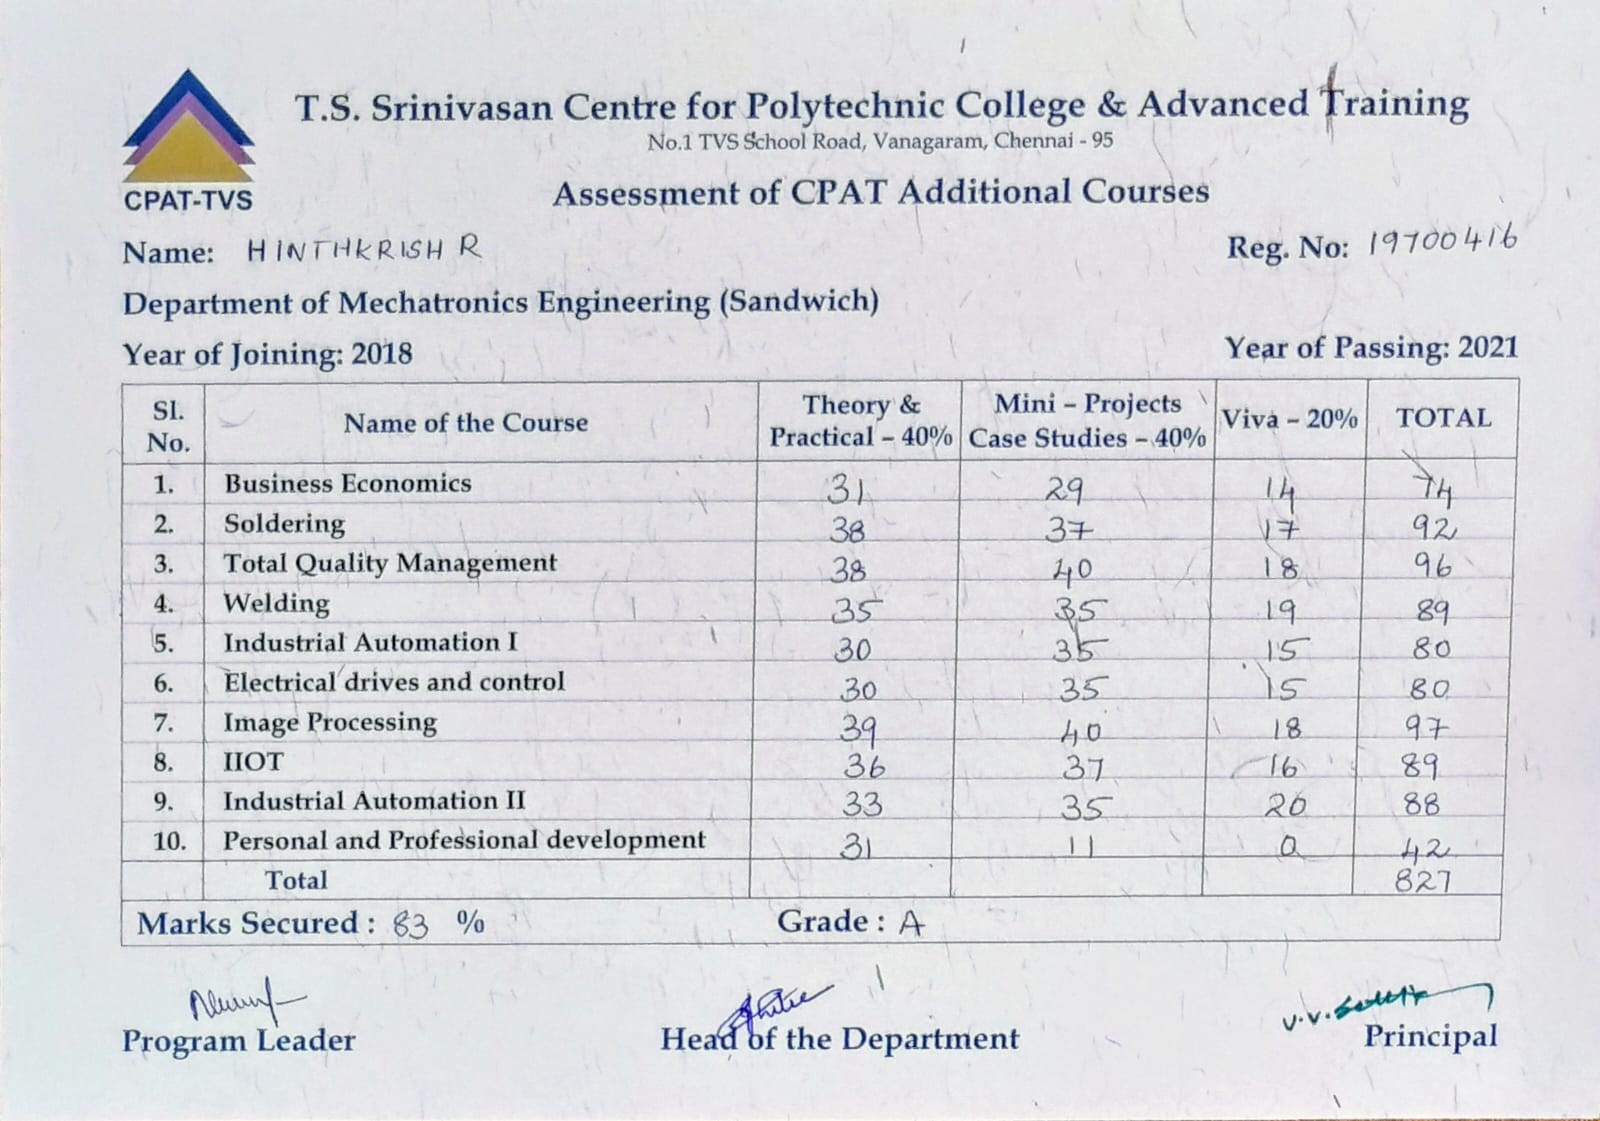 T.S. Srinivasan Centre for Polytechnic College & Advanced Training
No.1 TVS School Road, Vanagaram, Chennai - 95
CPAT-TVS
Assessment of CPAT Additional Courses
Name: HINTHKRISH R Reg. No: 19700416
Department of Mechatronics Engineering (Sandwich)
Year of Joining: 2018 Year of Passing: 2021
Sl. No. Name of the Course Theory & Practical – 40% Mini – Projects Case Studies – 40% Viva – 20% TOTAL
1. Business Economics 31 29 14 74
2. Soldering 38 37 17 92
3. Total Quality Management 38 40 18 96
4. Welding 35 35 19 89
5. Industrial Automation I 30 35 15 80
6. Electrical drives and control 30 35 15 80
7. Image Processing 39 40 18 97
8. IIOT 36 37 16 89
9. Industrial Automation II 33 35 20 88
10. Personal and Professional development 31 11 0 42
Total 827
Marks Secured : 83 % Grade : A
Program Leader Head of the Department Principal